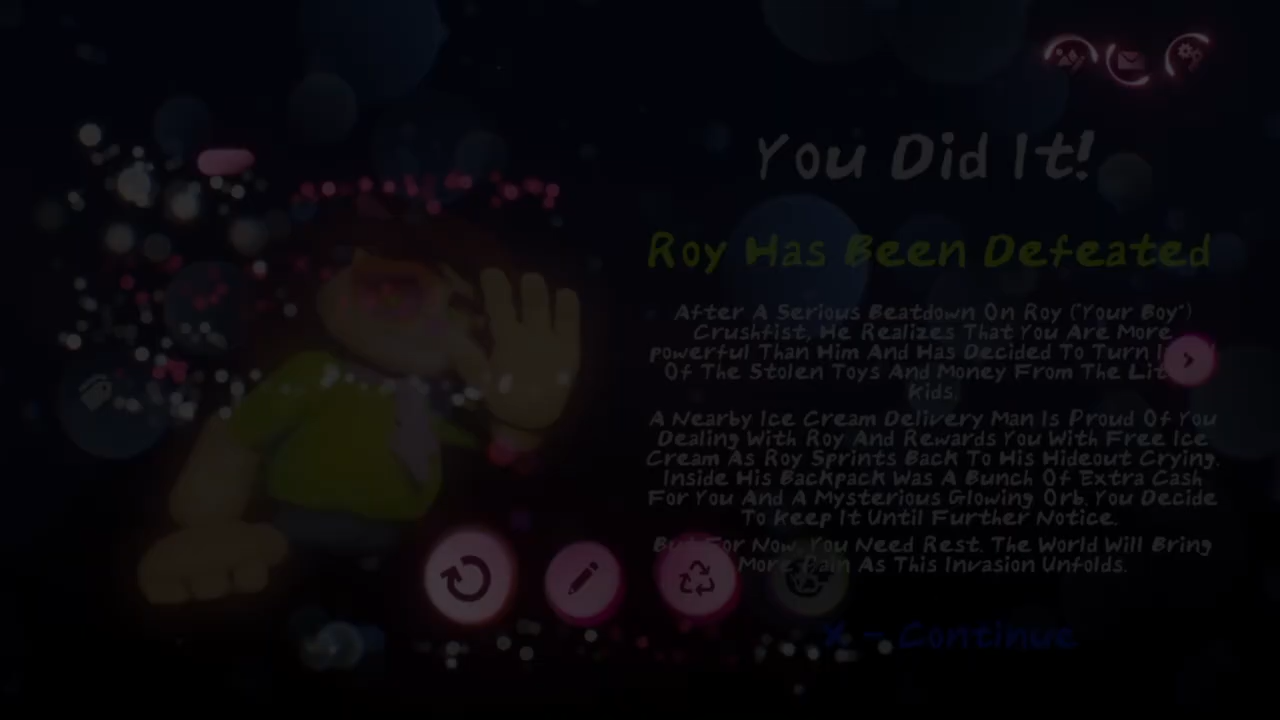 You Did It!
Roy Has Been Defeated
After A Serious Beatdown On Roy ("Your Boy")
Crushfist, He Realizes That You Are More
powerful Than Him And Has Decided To Turn
Of The Stolen Toys And Money From The
Kids.
A Nearby Ice Cream Delivery Man Is Proud Of You
Dealing With Roy And Rewards You With Free Ice
Cream As Roy Sprints Back To His Hideout Crying.
Inside His Backpack Was A Bunch Of Extra Cash
For You And A Mysterious Glowing Orb. You Decide
To Keep It Until Further Notice.
But For Now, You Need Rest. The World Will Bring
More Pain As This Invasion Unfolds.
X - Continue